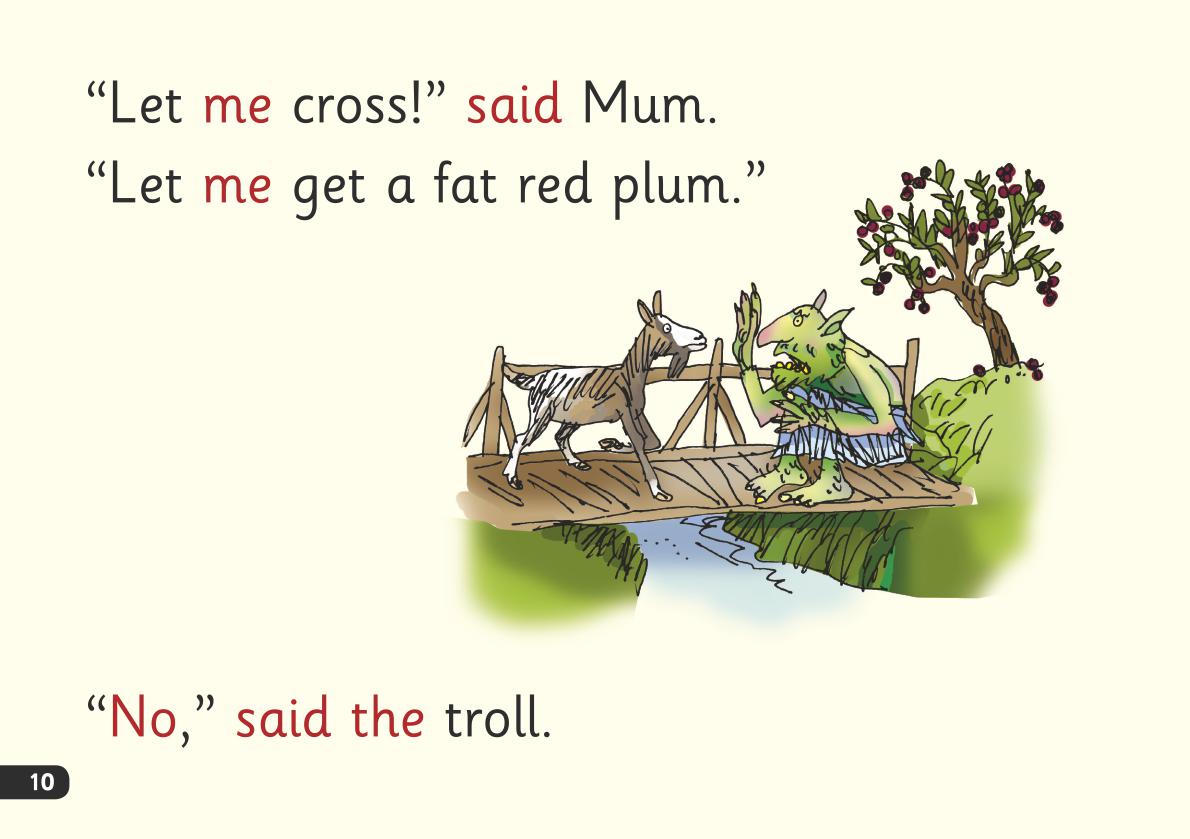 “Let me cross!” said Mum.
“Let me get a fat red plum.”
“No,” said the troll.
10